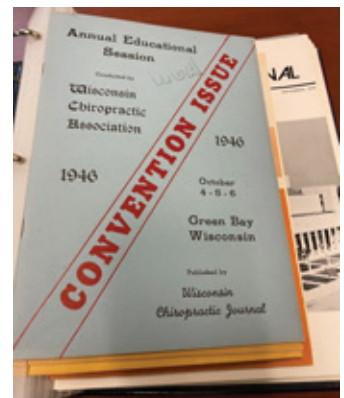 Annual Educational
Session
Conducted by
Wisconsin
Chiropractic
Association
WCA
CONVENTION ISSUE
1946
1946
October
4 - 5 - 6
Green Bay
Wisconsin
Published by
Wisconsin
Chiropractic Journal
NAL